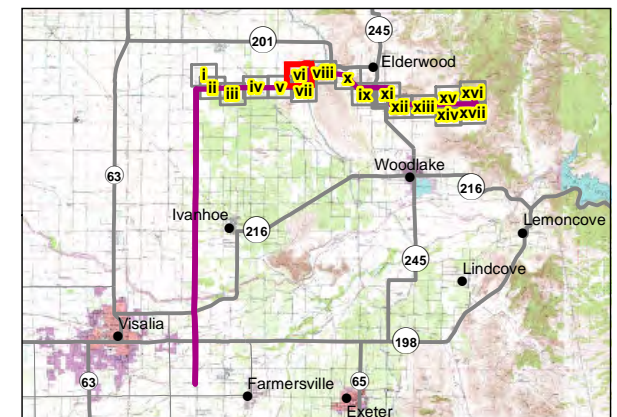 245
201
Elderwood
i
ii
iii
iv
v
vi
vii
viii
x
ix
xi
xii
xiii
xv
xvi
xiv
xvii
Woodlake
63
216
Ivanhoe
216
Lemoncove
245
Lindcove
Visalia
198
63
Farmersville
65
Exeter